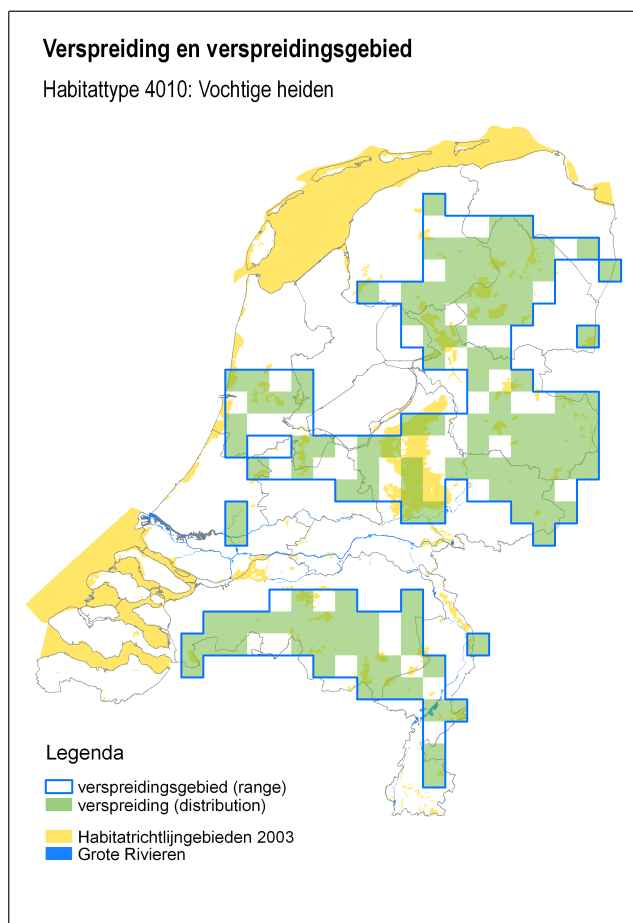 Verspreiding en verspreidingsgebied
Habitattype 4010: Vochtige heiden
Legenda
verspreidingsgebied (range)
verspreiding (distribution)
Habitatrichtlijngebieden 2003
Grote Rivieren